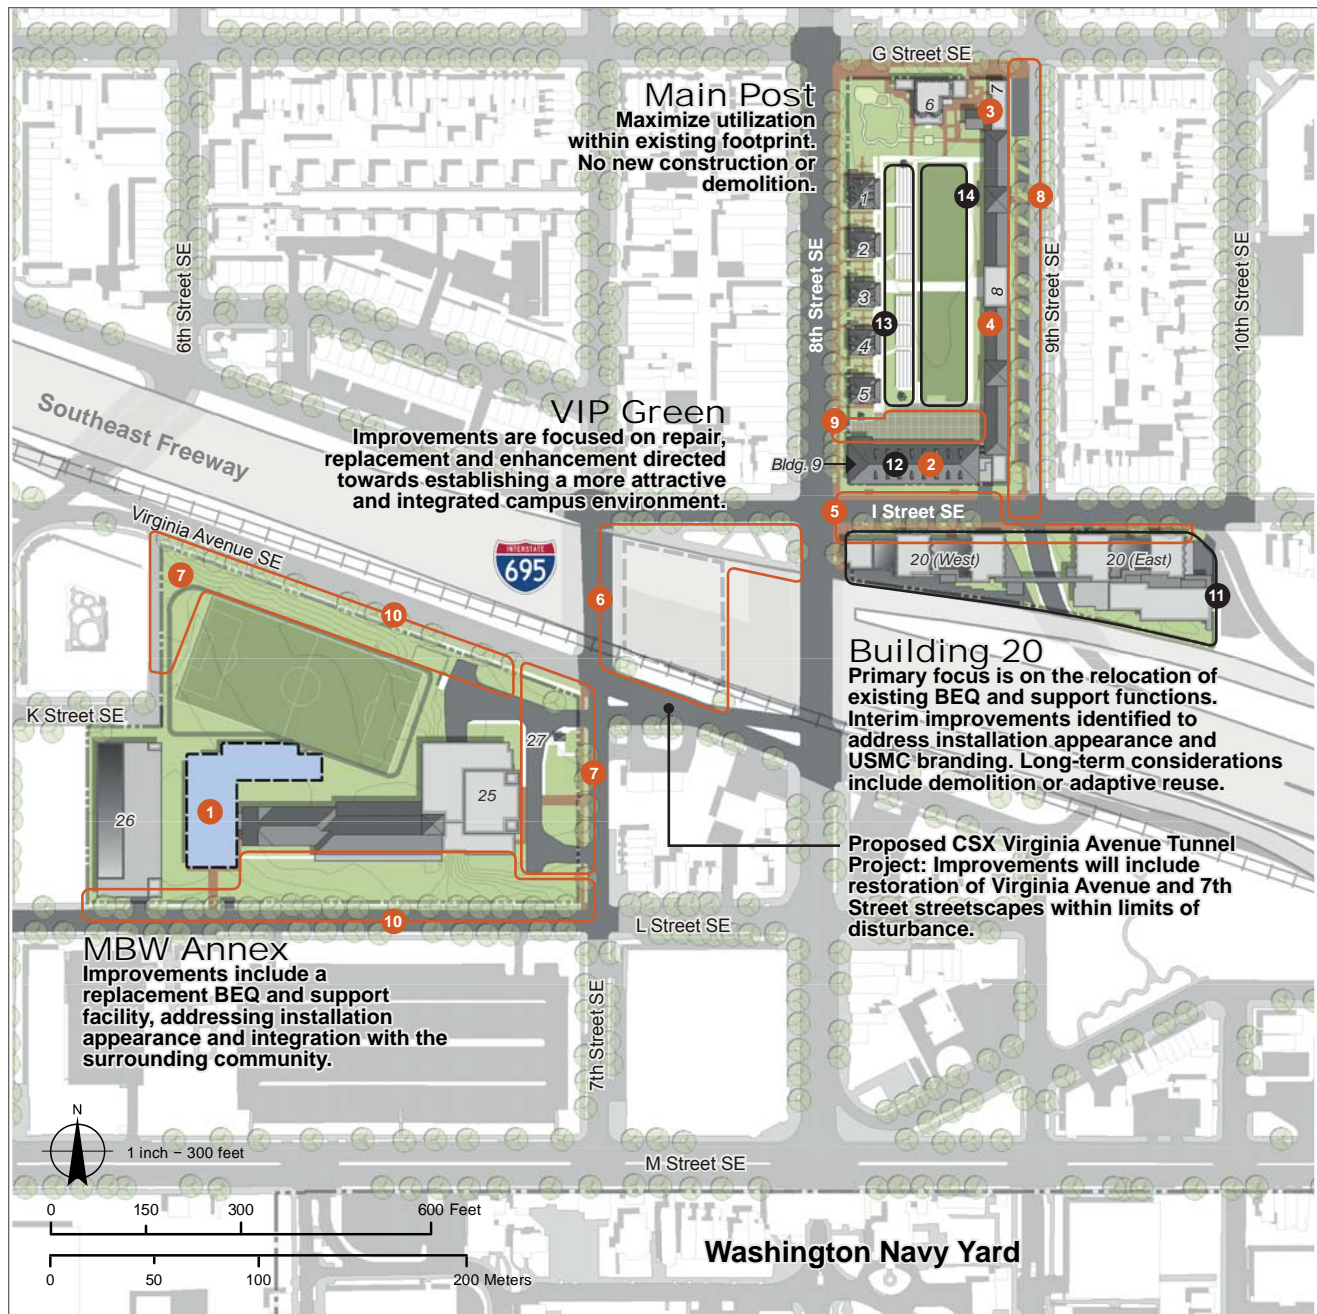 G Street SE
Main Post
Maximize utilization
within existing footprint.
No new construction or
demolition.
6
7
3
1
2
3
4
5
13
14
8
8
4
9
Bldg. 9
12
2
6th Street SE
8th Street SE
9th Street SE
10th Street SE
Southeast Freeway
VIP Green
Improvements are focused on repair,
replacement and enhancement directed
towards establishing a more attractive
and integrated campus environment.
5
I Street SE
20 (West)
20 (East)
11
Virginia Avenue SE
INTERSTATE
695
7
10
6
Building 20
Primary focus is on the relocation of
existing BEQ and support functions.
Interim improvements identified to
address installation appearance and
USMC branding. Long-term considerations
include demolition or adaptive reuse.
K Street SE
27
7
25
26
1
Proposed CSX Virginia Avenue Tunnel
Project: Improvements will include
restoration of Virginia Avenue and 7th
Street streetscapes within limits of
disturbance.
10
L Street SE
MBW Annex
Improvements include a
replacement BEQ and support
facility, addressing installation
appearance and integration with the
surrounding community.
7th Street SE
N
1 inch – 300 feet
M Street SE
0 150 300 600 Feet
0 50 100 200 Meters
Washington Navy Yard